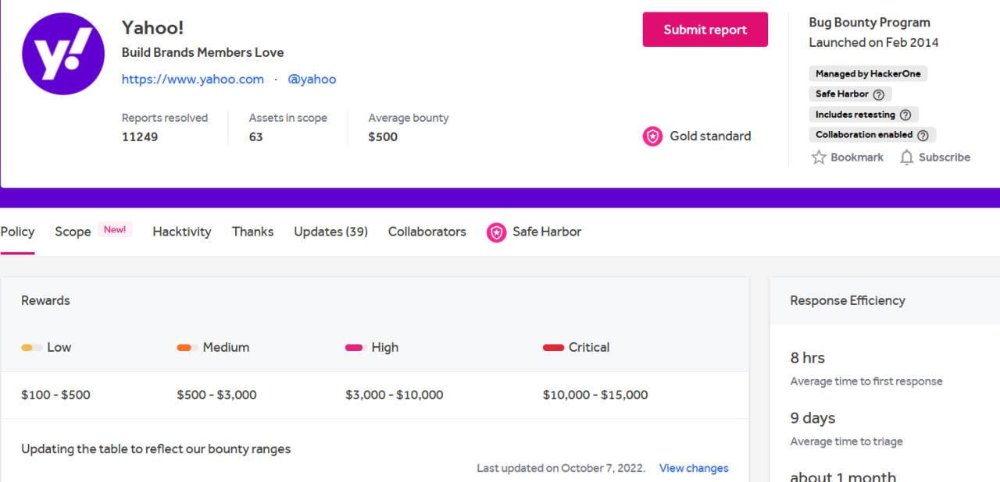 y!
Yahoo!
Build Brands Members Love
https://www.yahoo.com · @yahoo
Reports resolved
11249
Assets in scope
63
Average bounty
$500
Submit report
Gold standard
Bug Bounty Program
Launched on Feb 2014
Managed by HackerOne
Safe Harbor ?
Includes retesting ?
Collaboration enabled ?
Bookmark Subscribe
Policy Scope New! Hacktivity Thanks Updates (39) Collaborators Safe Harbor
Rewards
Low Medium High Critical
$100 - $500 $500 - $3,000 $3,000 - $10,000 $10,000 - $15,000
Updating the table to reflect our bounty ranges
Last updated on October 7, 2022. View changes
Response Efficiency
8 hrs
Average time to first response
9 days
Average time to triage
about 1 month